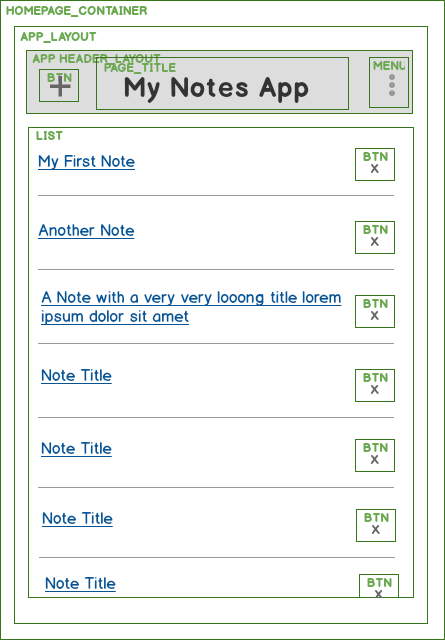 HOMEPAGE_CONTAINER
APP_LAYOUT
APP HEADER_LAYOUT
PAGE_TITLE
BTN
+
My Notes App
MENU
LIST
My First Note
BTN
X
Another Note
BTN
X
A Note with a very very looong title lorem
ipsum dolor sit amet
BTN
X
Note Title
BTN
X
Note Title
BTN
X
Note Title
BTN
X
Note Title
BTN
X